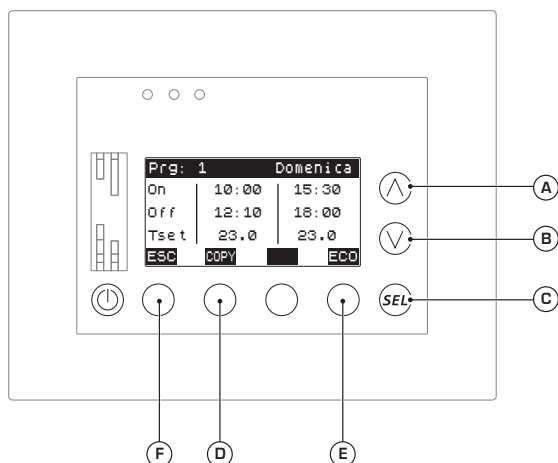 Prg: 1 Domenica
On 10:00 15:30
A
Off 12:10 18:00
Tset 23.0 23.0
B
ESC COPY ECO
SEL
C
F D E